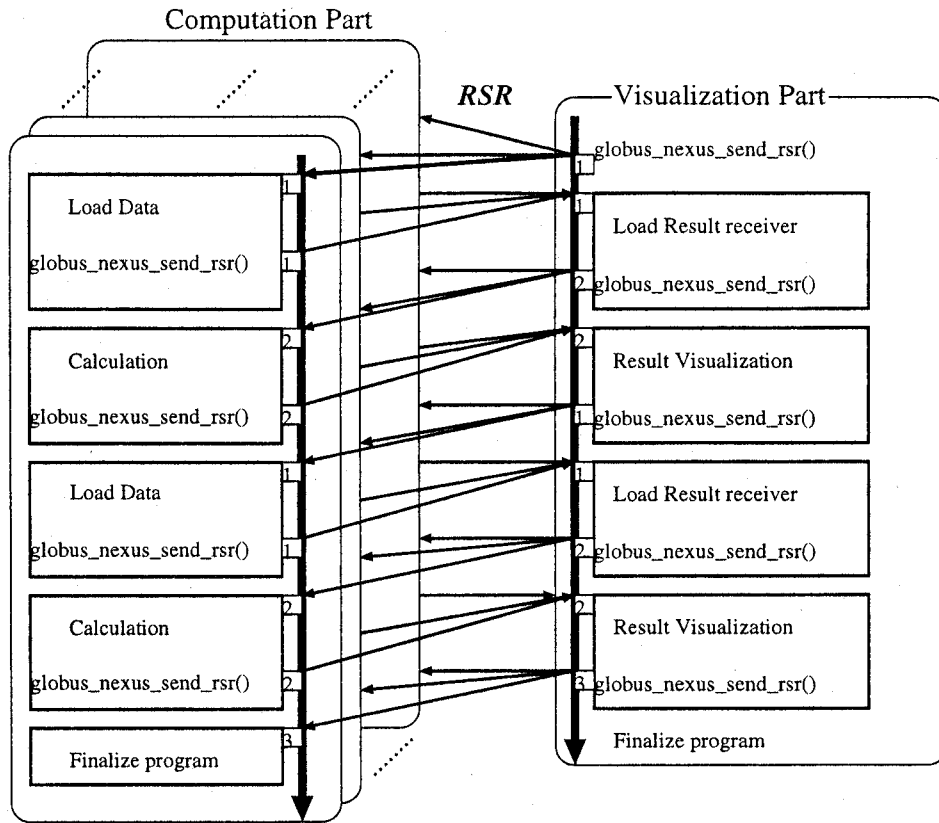 Computation Part
RSR
Visualization Part
globus_nexus_send_rsr()
1
1
Load Data
globus_nexus_send_rsr()
1
1
Load Result receiver
globus_nexus_send_rsr()
2
2
Calculation
globus_nexus_send_rsr()
2
2
Result Visualization
globus_nexus_send_rsr()
1
1
Load Data
globus_nexus_send_rsr()
1
1
Load Result receiver
globus_nexus_send_rsr()
2
2
Calculation
globus_nexus_send_rsr()
2
2
Result Visualization
globus_nexus_send_rsr()
3
3
Finalize program
Finalize program